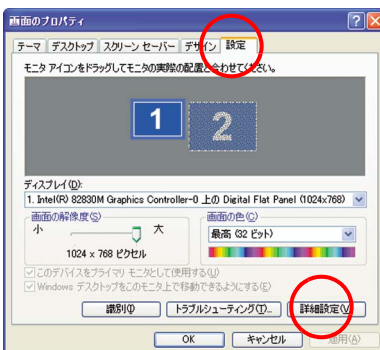 画面のプロパティ
テーマ デスクトップ スクリーン セーバー デザイン 設定
モニタ アイコンをドラッグしてモニタの実際の配置と合わせてください。
1 2
ディスプレイ(D):
1. Intel(R) 82830M Graphics Controller-0 上の Digital Flat Panel (1024x768)
画面の解像度(S) 画面の色(C)
小 大 最高 (32 ビット)
1024 x 768 ピクセル
このデバイスをプライマリ モニタとして使用する(U)
Windows デスクトップをこのモニタ上で移動できるようにする(E)
識別(I) トラブルシューティング(T)... 詳細設定(V)
OK キャンセル 適用(A)